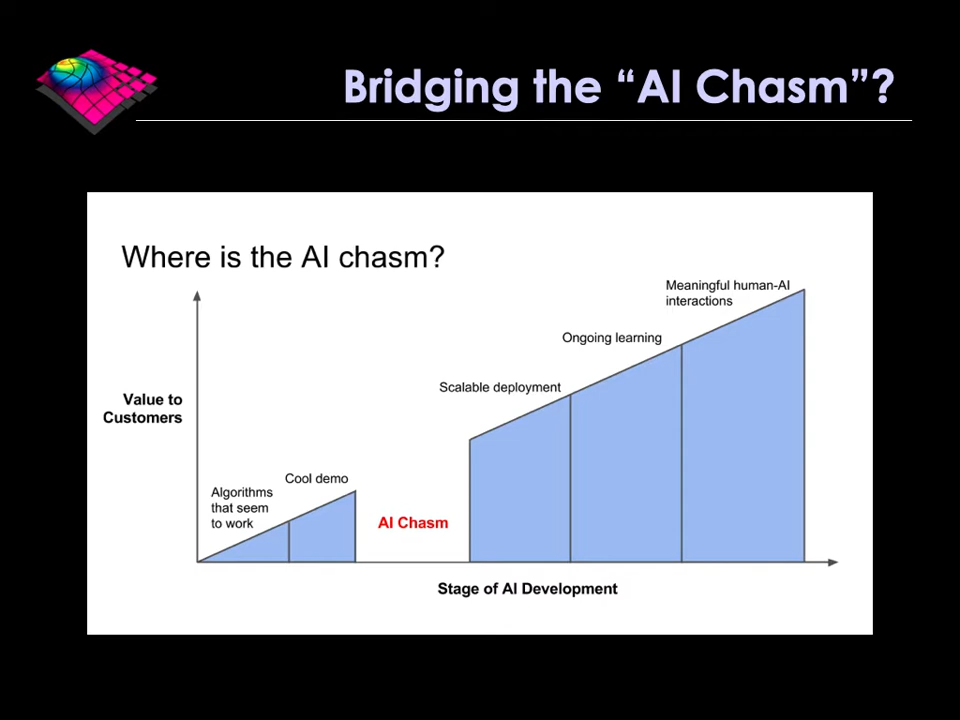 Bridging the “AI Chasm”?
Where is the AI chasm?
Meaningful human-AI
interactions
Ongoing learning
Scalable deployment
Value to
Customers
Cool demo
Algorithms
that seem
to work
AI Chasm
Stage of AI Development